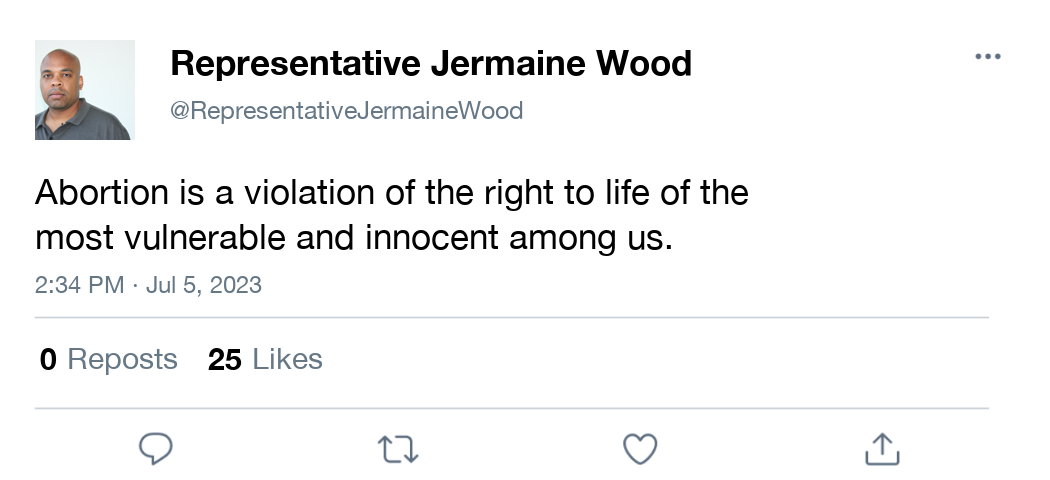 Representative Jermaine Wood
@RepresentativeJermaineWood
Abortion is a violation of the right to life of the
most vulnerable and innocent among us.
2:34 PM · Jul 5, 2023
0 Reposts 25 Likes